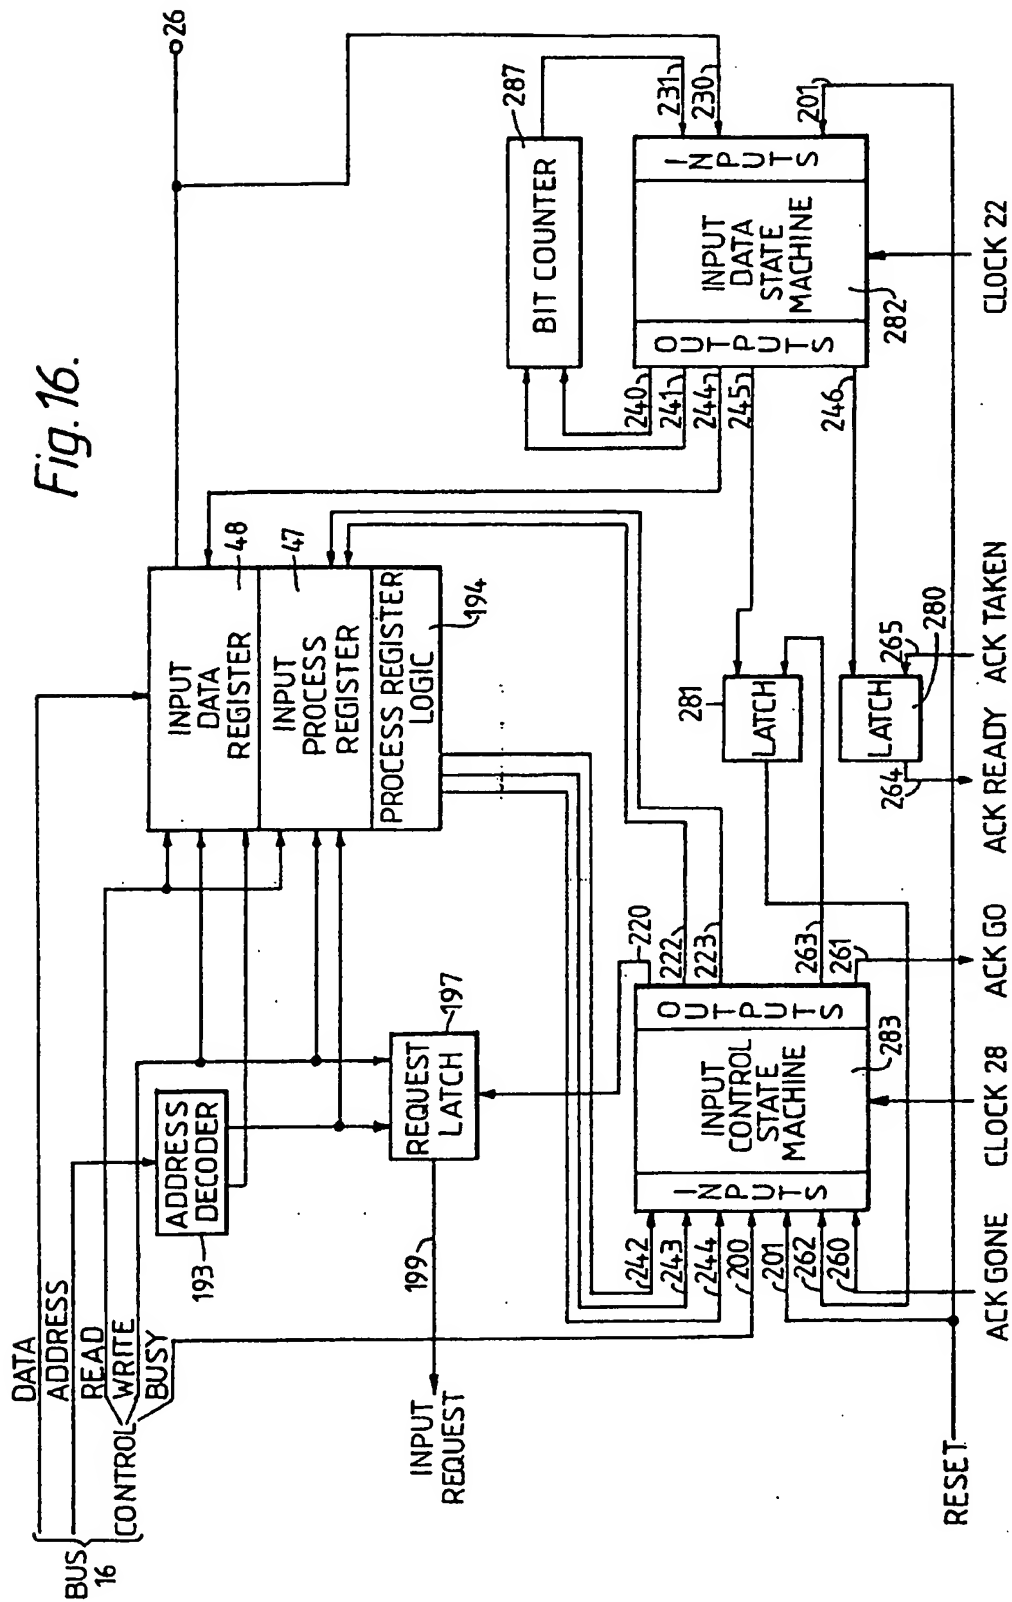 Fig. 16.
BUS
16
DATA
ADDRESS
CONTROL
READ
WRITE
BUSY
ADDRESS
DECODER
193
INPUT
DATA
REGISTER
48
INPUT
PROCESS
REGISTER
47
PROCESS REGISTER
LOGIC
194
26
REQUEST
LATCH
197
199
INPUT
REQUEST
BIT COUNTER
287
INPUTS
INPUT
CONTROL
STATE
MACHINE
OUTPUTS
283
242
243
244
200
201
262
260
220
222
223
263
261
LATCH
281
LATCH
280
264
265
OUTPUTS
INPUT
DATA
STATE
MACHINE
INPUTS
282
240
241
244
245
246
231
230
201
RESET
ACK GONE
CLOCK 28
ACK GO
ACK READY
ACK TAKEN
CLOCK 22